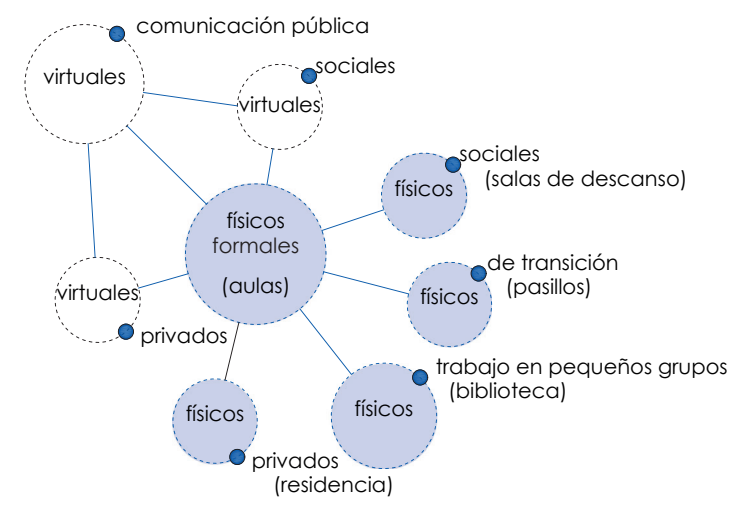 comunicación pública
virtuales
sociales
virtuales
sociales
(salas de descanso)
físicos
físicos
formales
(aulas)
de transición
(pasillos)
físicos
virtuales
privados
trabajo en pequeños grupos
(biblioteca)
físicos
físicos
privados
(residencia)